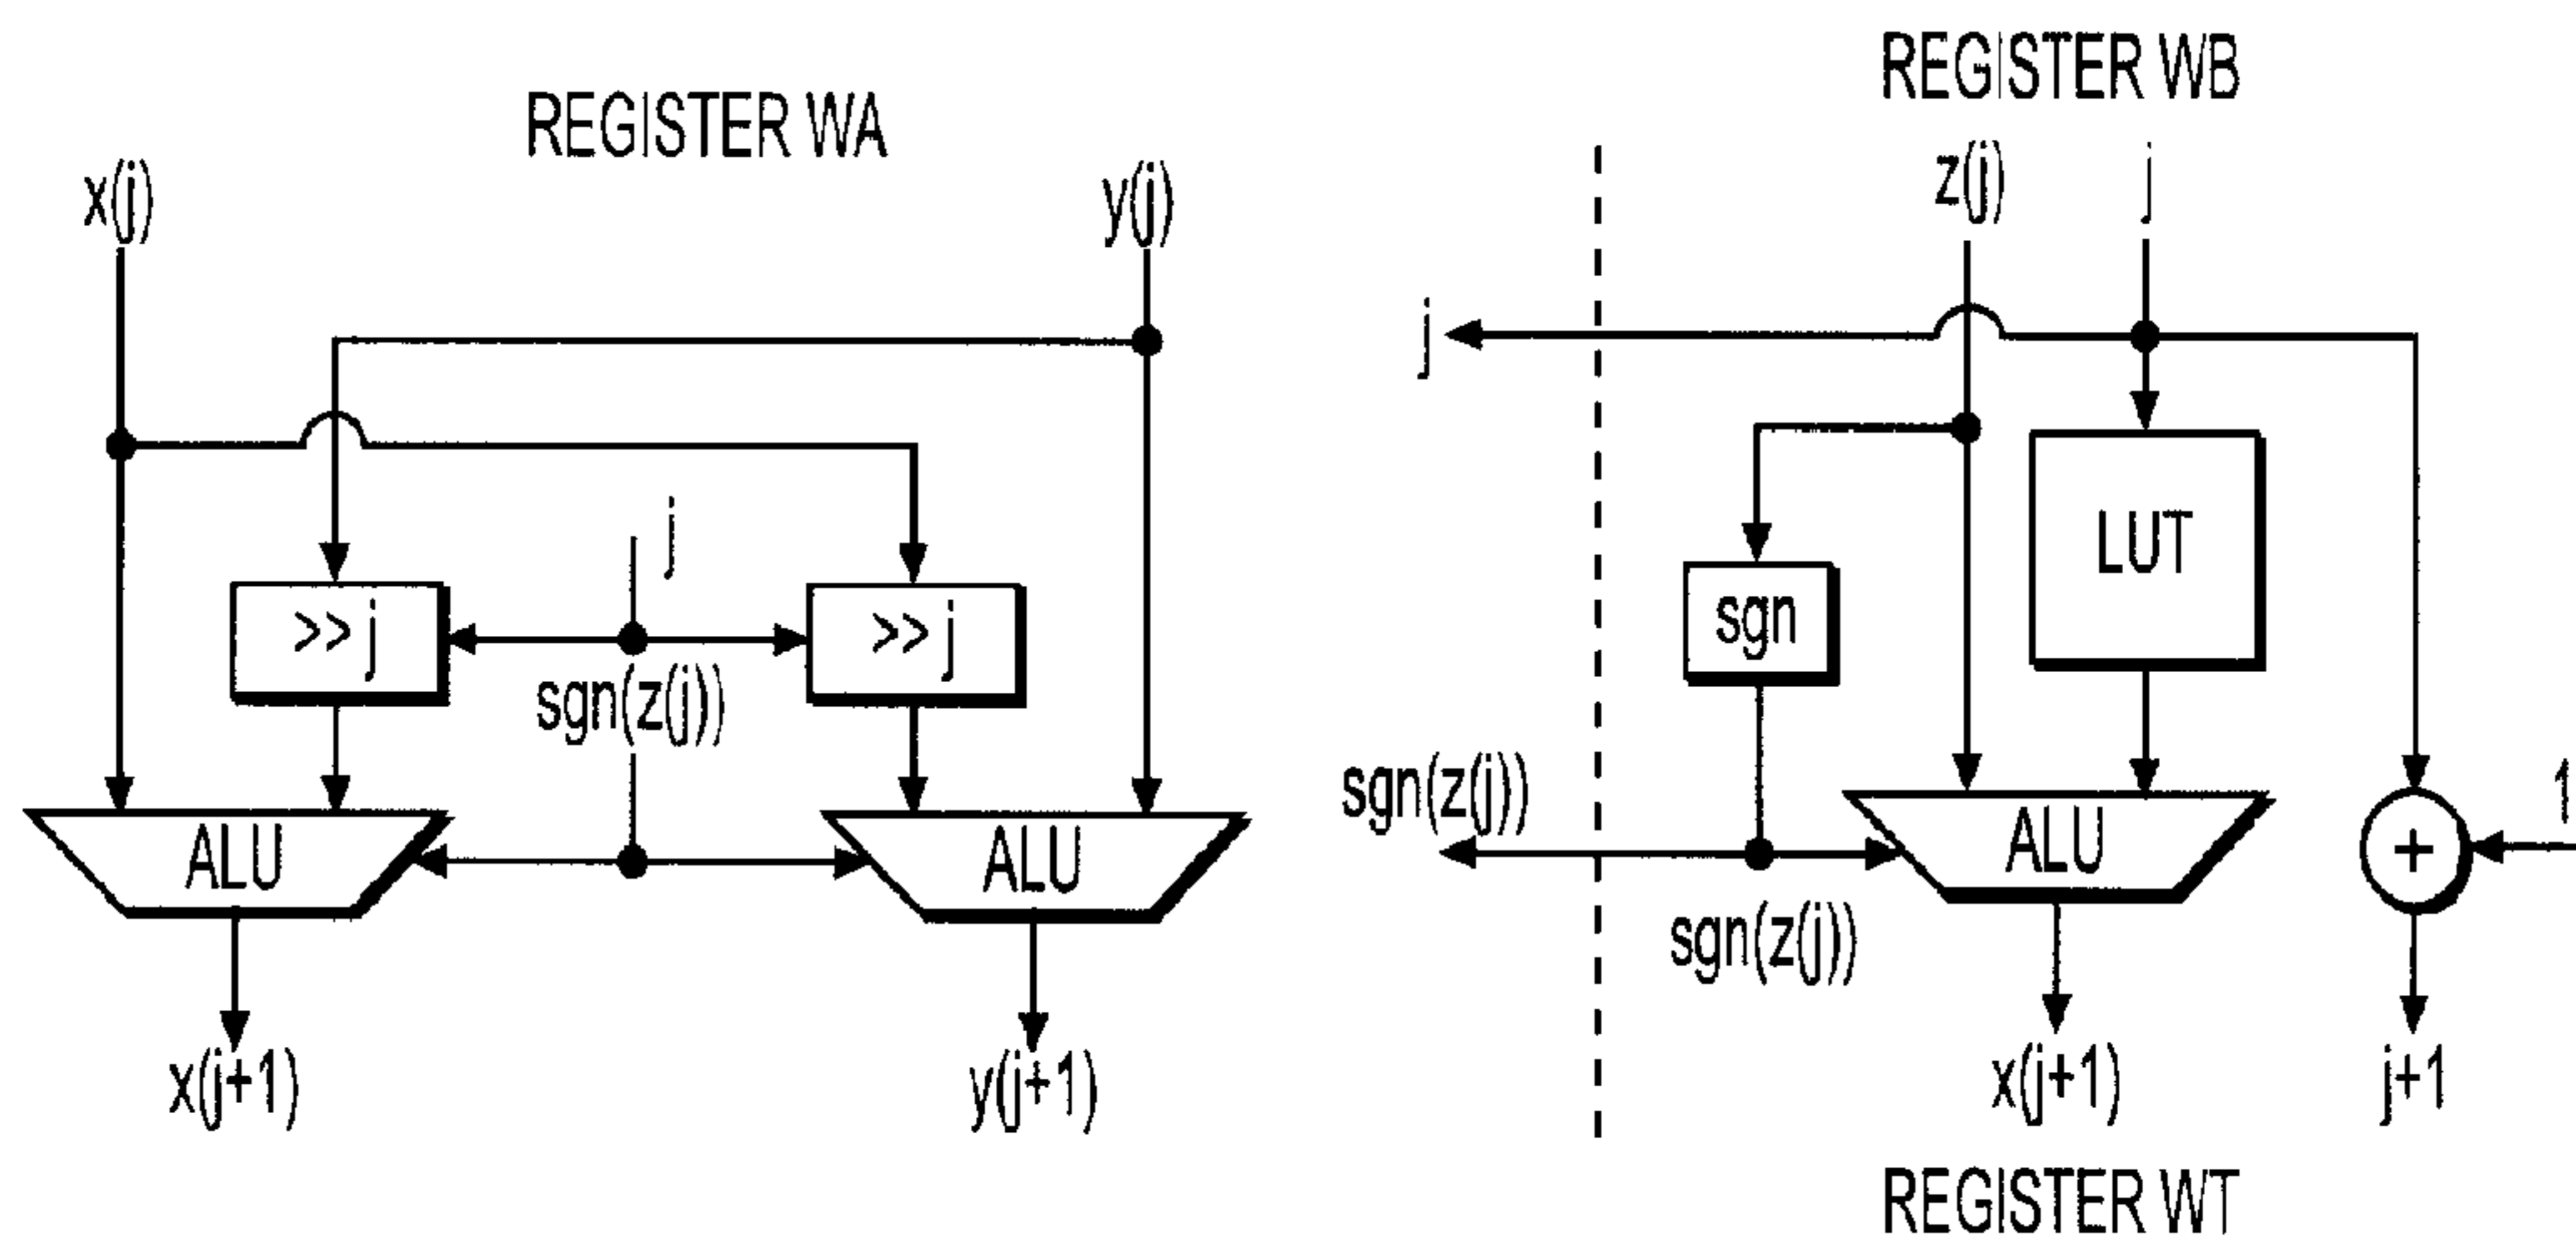 REGISTER WA
REGISTER WB
x(j)
y(j)
z(j)
j
j
j
>> j
>> j
sgn(z(j))
ALU
ALU
x(j+1)
y(j+1)
sgn
LUT
sgn(z(j))
ALU
+
1
sgn(z(j))
x(j+1)
j+1
REGISTER WT